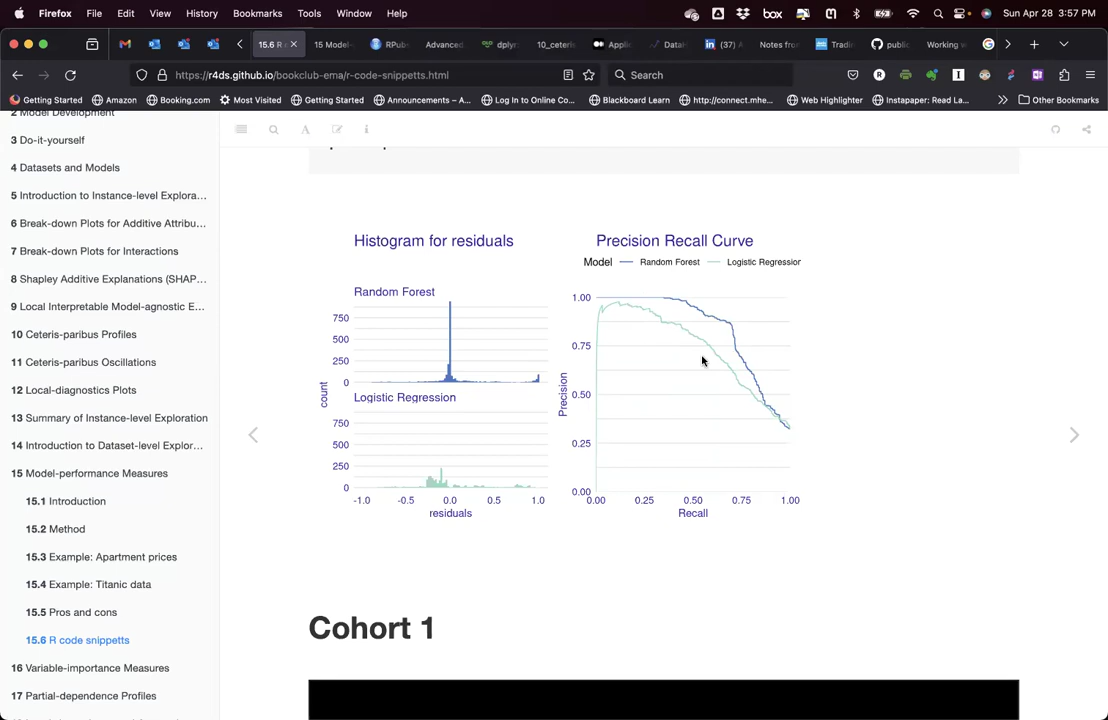 Firefox File Edit View History Bookmarks Tools Window Help box Sun Apr 28 3:57 PM
15.6 R 15 Model- RPub Advanced dplyr 10_ceteris Applic DataH (37) Notes from Tradin public Working
https://r4ds.github.io/bookclub-ema/r-code-snippetts.html Search
Getting Started Amazon Booking.com Most Visited Getting Started Announcements – A... Log In to Online Co... Blackboard Learn http://connect.mhe... Web Highlighter Instapaper: Read La... Other Bookmarks
2 Model Development
3 Do-it-yourself
4 Datasets and Models
5 Introduction to Instance-level Explora...
6 Break-down Plots for Additive Attribu...
7 Break-down Plots for Interactions
8 Shapley Additive Explanations (SHAP...
9 Local Interpretable Model-agnostic E...
10 Ceteris-paribus Profiles
11 Ceteris-paribus Oscillations
12 Local-diagnostics Plots
13 Summary of Instance-level Exploration
14 Introduction to Dataset-level Explor...
15 Model-performance Measures
15.1 Introduction
15.2 Method
15.3 Example: Apartment prices
15.4 Example: Titanic data
15.5 Pros and cons
15.6 R code snippetts
16 Variable-importance Measures
17 Partial-dependence Profiles
Histogram for residuals
Random Forest
750
500
250
0
count
Logistic Regression
750
500
250
0
-1.0 -0.5 0.0 0.5 1.0
residuals
Precision Recall Curve
Model Random Forest Logistic Regression
1.00
0.75
0.50
0.25
0.00
Precision
0.00 0.25 0.50 0.75 1.00
Recall
Cohort 1